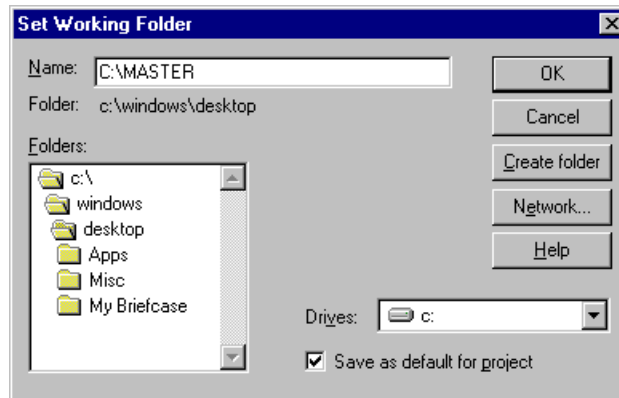 Set Working Folder
Name: C:\MASTER
OK
Folder: c:\windows\desktop
Cancel
Folders:
Create folder
c:\
windows
Network...
desktop
Apps
Help
Misc
My Briefcase
Drives: c:
Save as default for project